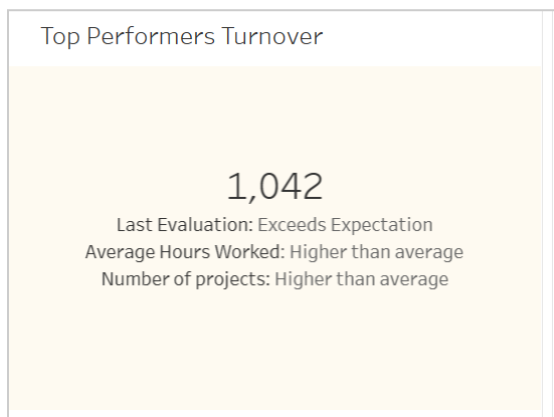 Top Performers Turnover
1,042
Last Evaluation: Exceeds Expectation
Average Hours Worked: Higher than average
Number of projects: Higher than average